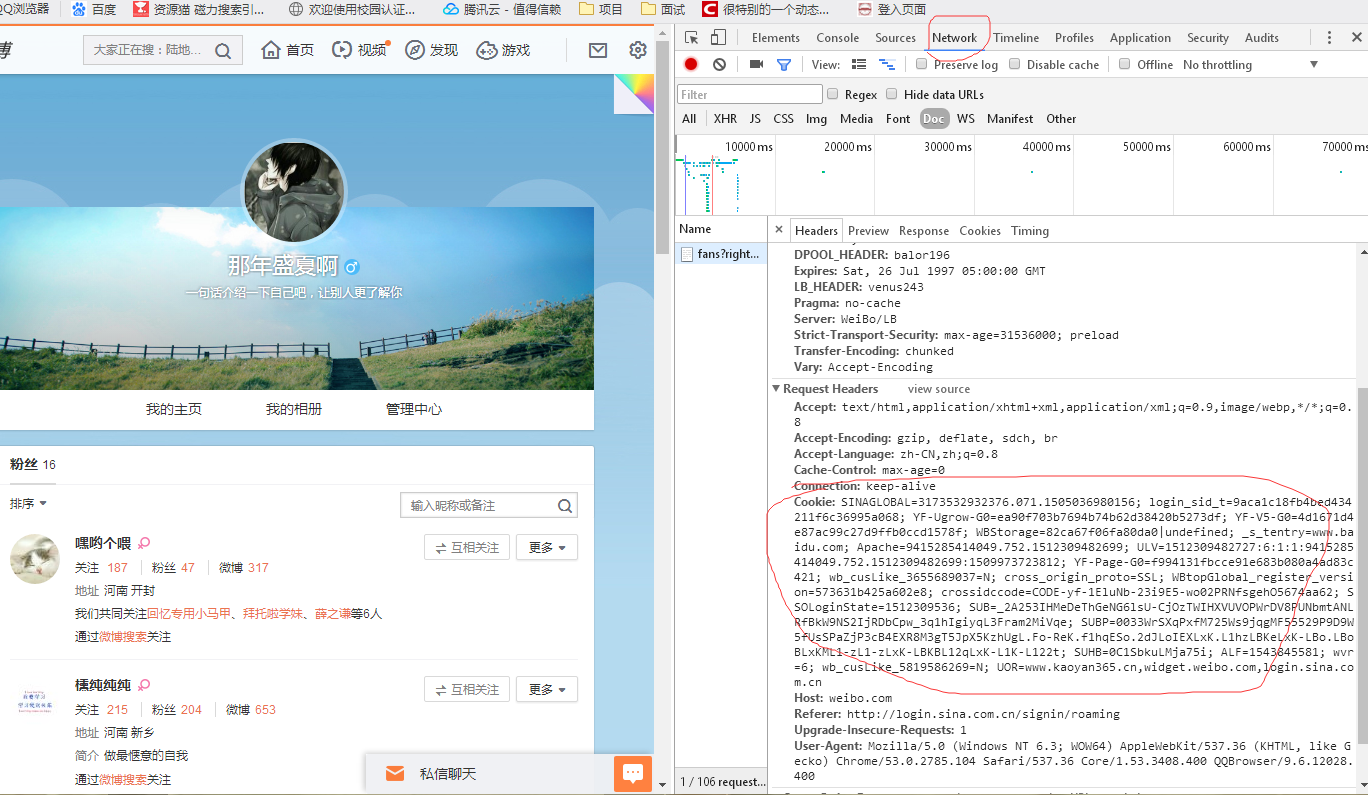 QQ浏览器 百度 资源猫 磁力搜索引... 欢迎使用校园认证... 腾讯云 - 值得信赖 项目 面试 很特别的一个动态... 登入页面
大家正在搜：陆地... 首页 视频 发现 游戏
那年盛夏啊
一句话介绍一下自己吧，让别人更了解你
我的主页 我的相册 管理中心
粉丝 16
排序 输入昵称或备注
嘿哟个喂 互相关注 更多
关注 187 粉丝 47 微博 317
地址 河南 开封
我们共同关注回忆专用小马甲、拜托啦学妹、薛之谦等6人
通过微博搜索关注
橘纯纯纯 互相关注 更多
关注 215 粉丝 204 微博 653
地址 河南 新乡
简介 做最惬意的自我
通过微博搜索关注
私信聊天
Elements Console Sources Network Timeline Profiles Application Security Audits
View: Preserve log Disable cache Offline No throttling
Filter Regex Hide data URLs
All XHR JS CSS Img Media Font Doc WS Manifest Other
10000 ms 20000 ms 30000 ms 40000 ms 50000 ms 60000 ms 70000 ms
Name
fans?right...
1 / 106 request...
× Headers Preview Response Cookies Timing
DPOOL_HEADER: balor196
Expires: Sat, 26 Jul 1997 05:00:00 GMT
LB_HEADER: venus243
Pragma: no-cache
Server: WeiBo/LB
Strict-Transport-Security: max-age=31536000; preload
Transfer-Encoding: chunked
Vary: Accept-Encoding
Request Headers view source
Accept: text/html,application/xhtml+xml,application/xml;q=0.9,image/webp,*/*;q=0.
8
Accept-Encoding: gzip, deflate, sdch, br
Accept-Language: zh-CN,zh;q=0.8
Cache-Control: max-age=0
Connection: keep-alive
Cookie: SINAGLOBAL=3173532932376.071.1505036980156; login_sid_t=9aca1c18fb4bed434
211f6c36995a068; YF-Ugrow-G0=ea90f703b7694b74b62d38420b5273df; YF-V5-G0=4d1671d4
e87ac99c27d9ffb0ccd1578f; WBStorage=82ca67f06fa80da0|undefined; _s_tentry=www.ba
idu.com; Apache=9415285414049.752.1512309482699; ULV=1512309482727:6:1:1:9415285
414049.752.1512309482699:1509973723812; YF-Page-G0=f994131fbcce91e683b080a4ad83c
421; wb_cusLike_3655689037=N; cross_origin_proto=SSL; WBtopGlobal_register_versi
on=573631b425a602e8; crossidccode=CODE-yf-1EluNb-23i9E5-wo02PRNfsgehO5674aa62; S
SOLoginState=1512309536; SUB=_2A253IHMeDeThGeNG6lsU-CjOzTWIHXVUVOPWrDV8PUNbmtANL
RfBkW9NS2IjRDbCpw_3q1hIgiyqL3Fram2MiVqe; SUBP=0033WrSXqPxfM725Ws9jqgMF55529P9D9W
5fUsSPaZjP3cB4EXR8M3gT5JpX5KzhUgL.Fo-ReK.f1hqESo.2dJLoIEXLxK.L1hzLBKeLxK-LBo.LBo
BLxKML1-zL1-zLxK-LBKBL12qLxK-L1K-L122t; SUHB=0C1SbkuLMja75i; ALF=1543845581; wvr
=6; wb_cusLike_5819586269=N; UOR=www.kaoyan365.cn,widget.weibo.com,login.sina.co
m.cn
Host: weibo.com
Referer: http://login.sina.com.cn/signin/roaming
Upgrade-Insecure-Requests: 1
User-Agent: Mozilla/5.0 (Windows NT 6.3; WOW64) AppleWebKit/537.36 (KHTML, like G
ecko) Chrome/53.0.2785.104 Safari/537.36 Core/1.53.3408.400 QQBrowser/9.6.12028.
400